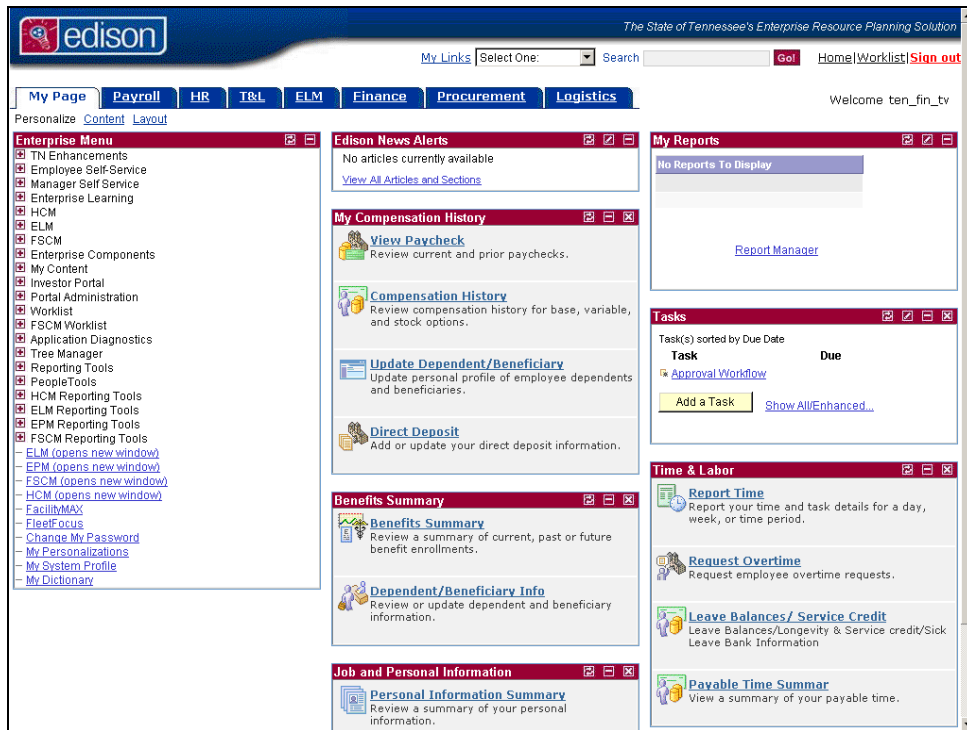 edison
The State of Tennessee's Enterprise Resource Planning Solution
My Links Select One: Search Go! Home|Worklist|Sign out
My Page Payroll HR T&L ELM Finance Procurement Logistics
Welcome ten_fin_tv
Personalize Content Layout
Enterprise Menu
TN Enhancements
Employee Self-Service
Manager Self Service
Enterprise Learning
HCM
ELM
FSCM
Enterprise Components
My Content
Investor Portal
Portal Administration
Worklist
FSCM Worklist
Application Diagnostics
Tree Manager
Reporting Tools
PeopleTools
HCM Reporting Tools
ELM Reporting Tools
EPM Reporting Tools
FSCM Reporting Tools
ELM (opens new window)
EPM (opens new window)
FSCM (opens new window)
HCM (opens new window)
FacilityMAX
FleetFocus
Change My Password
My Personalizations
My System Profile
My Dictionary
Edison News Alerts
No articles currently available
View All Articles and Sections
My Compensation History
View Paycheck
Review current and prior paychecks.
Compensation History
Review compensation history for base, variable,
and stock options.
Update Dependent/Beneficiary
Update personal profile of employee dependents
and beneficiaries.
Direct Deposit
Add or update your direct deposit information.
Benefits Summary
Benefits Summary
Review a summary of current, past or future
benefit enrollments.
Dependent/Beneficiary Info
Review or update dependent and beneficiary
information.
Job and Personal Information
Personal Information Summary
Review a summary of your personal
information.
My Reports
No Reports To Display
Report Manager
Tasks
Task(s) sorted by Due Date
Task Due
Approval Workflow
Add a Task Show All/Enhanced...
Time & Labor
Report Time
Report your time and task details for a day,
week, or time period.
Request Overtime
Request employee overtime requests.
Leave Balances/ Service Credit
Leave Balances/Longevity & Service credit/Sick
Leave Bank Information
Payable Time Summar
View a summary of your payable time.